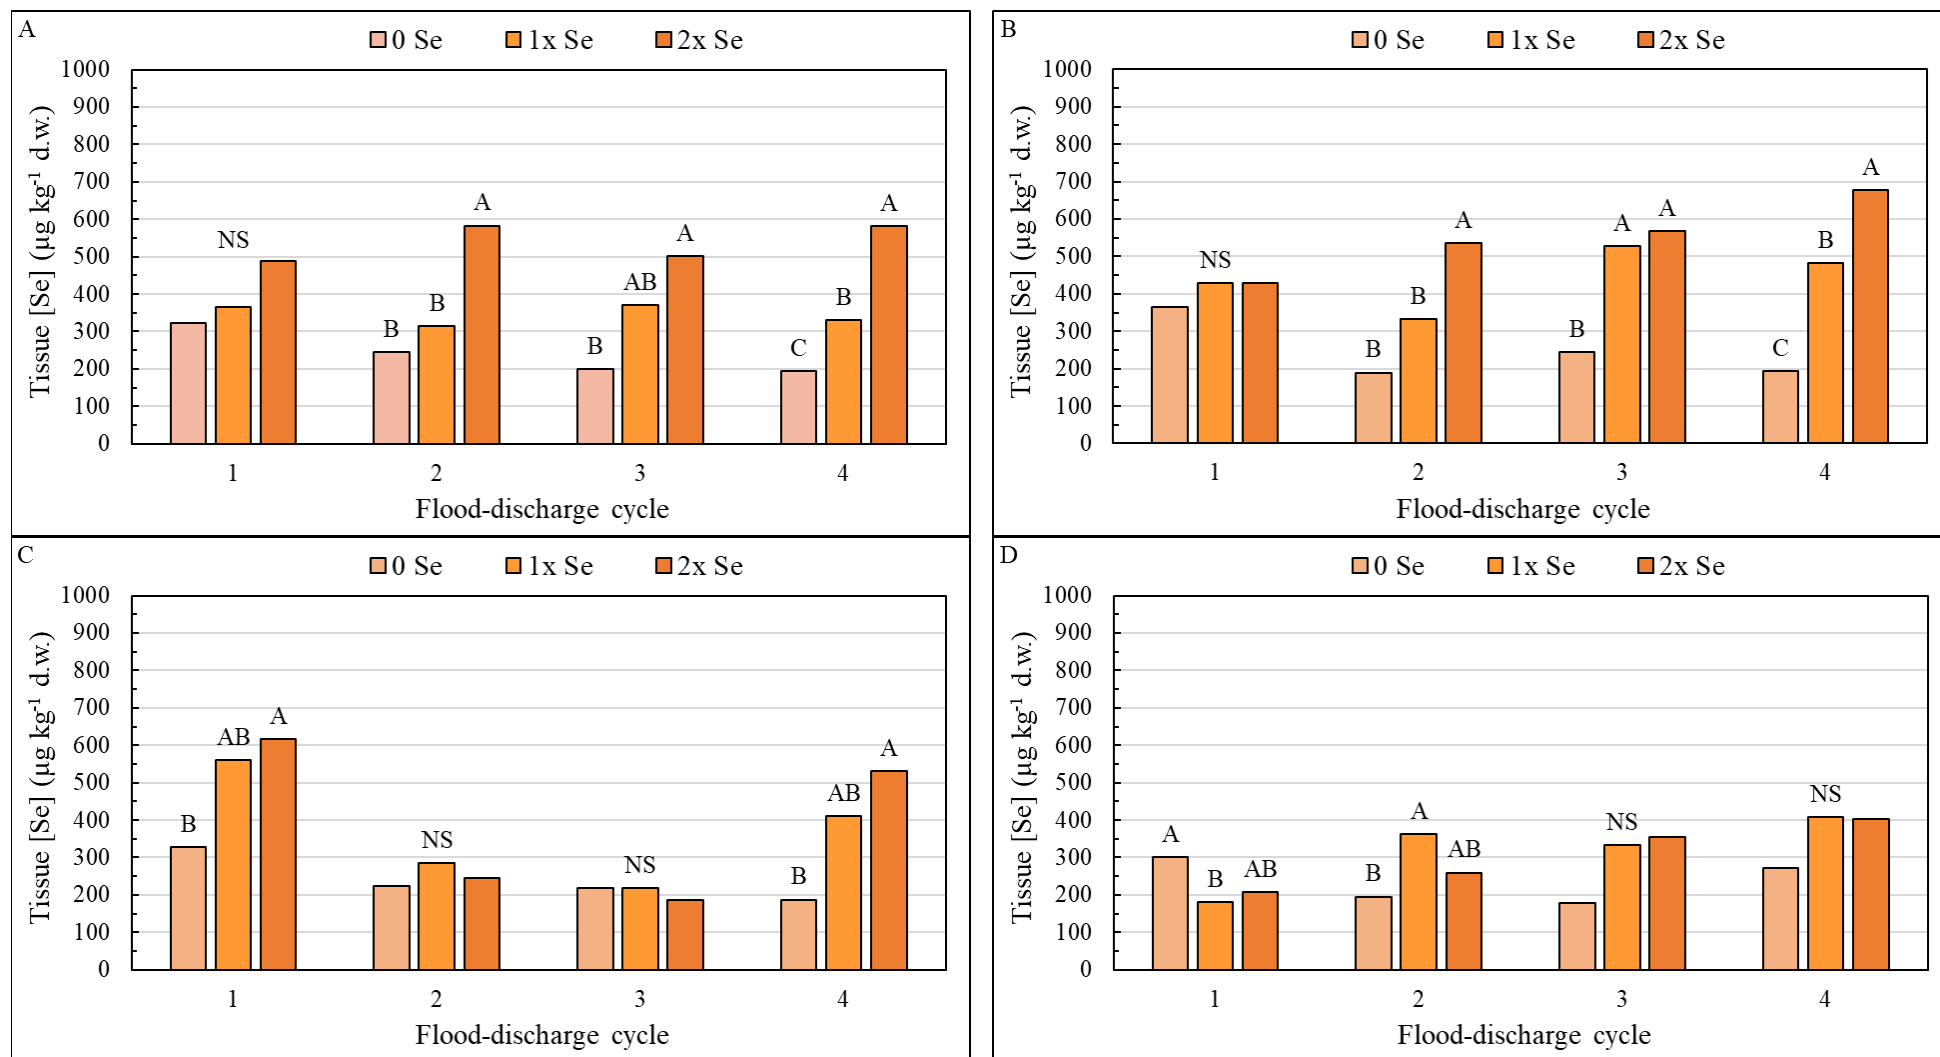 A
0 Se 1x Se 2x Se
Tissue [Se] (µg kg-1 d.w.)
1000
900
800
700
600
500
400
300
200
100
0
NS
B B A
B AB A
C B A
1 2 3 4
Flood-discharge cycle
B
0 Se 1x Se 2x Se
Tissue [Se] (µg kg-1 d.w.)
1000
900
800
700
600
500
400
300
200
100
0
NS
B B A
B A A
C B A
1 2 3 4
Flood-discharge cycle
C
0 Se 1x Se 2x Se
Tissue [Se] (µg kg-1 d.w.)
1000
900
800
700
600
500
400
300
200
100
0
B AB A
NS
NS
B AB A
1 2 3 4
Flood-discharge cycle
D
0 Se 1x Se 2x Se
Tissue [Se] (µg kg-1 d.w.)
1000
900
800
700
600
500
400
300
200
100
0
A B AB
B A AB
NS
NS
1 2 3 4
Flood-discharge cycle